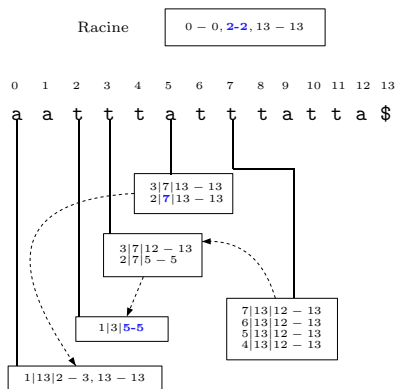 Racine 0 – 0, 2-2, 13 – 13
0 1 2 3 4 5 6 7 8 9 10 11 12 13
a a t t t a t t t a t t a $
3|7|13 – 13
2|7|13 – 13
3|7|12 – 13
2|7|5 – 5
7|13|12 – 13
6|13|12 – 13
5|13|12 – 13
4|13|12 – 13
1|3|5-5
1|13|2 – 3, 13 – 13